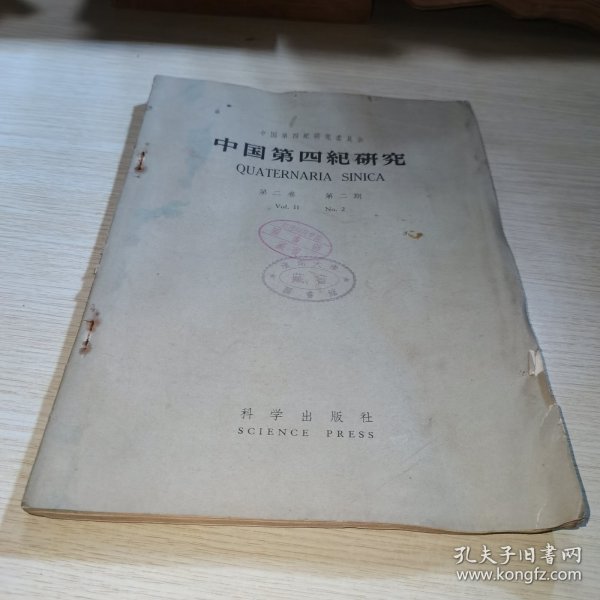 中国第四紀研究委員会
中国第四紀研究
QUATERNARIA SINICA
第二卷 第二期
Vol. II No. 2
科学出版社
SCIENCE PRESS
孔夫子旧书网
www.kongfz.com